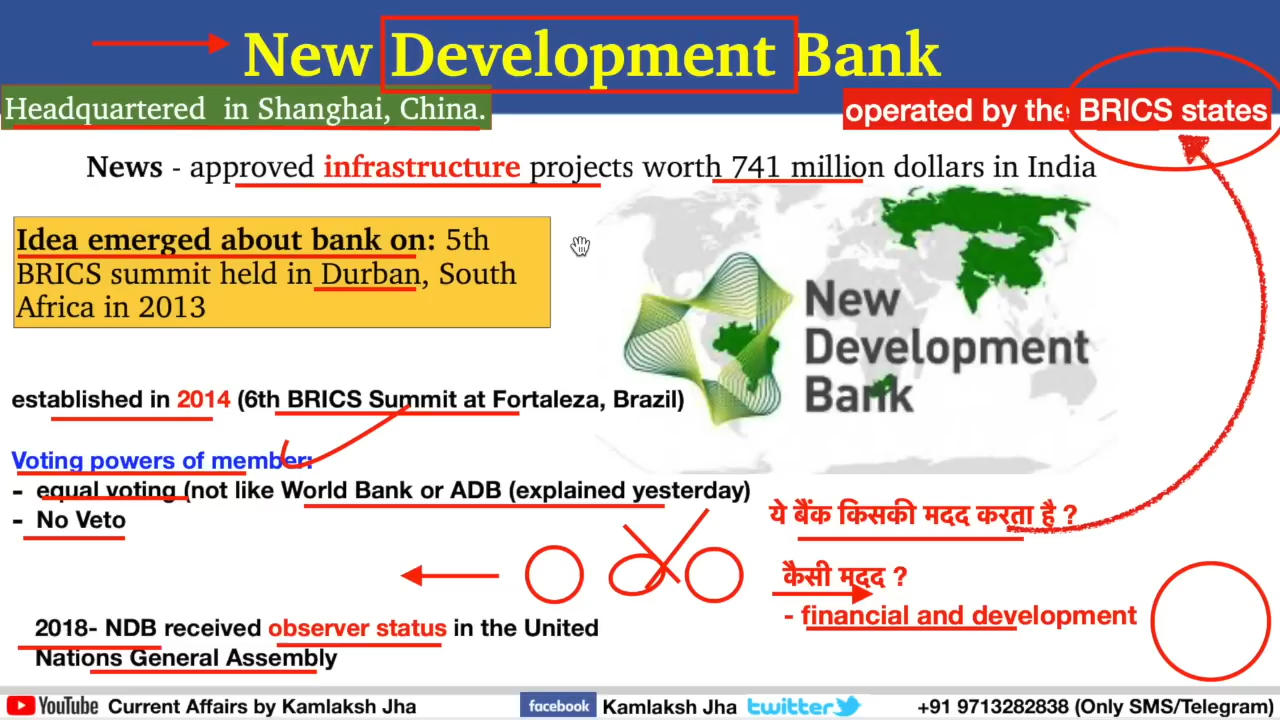 New Development Bank
Headquartered in Shanghai, China.
operated by the BRICS states
News - approved infrastructure projects worth 741 million dollars in India
Idea emerged about bank on: 5th
BRICS summit held in Durban, South
Africa in 2013
New
Development
Bank
established in 2014 (6th BRICS Summit at Fortaleza, Brazil)
Voting powers of member:
- equal voting (not like World Bank or ADB (explained yesterday)
- No Veto
ये बैंक किसकी मदद करता है ?
कैसी मदद ?
- financial and development
2018- NDB received observer status in the United
Nations General Assembly
YouTube Current Affairs by Kamlaksh Jha facebook Kamlaksh Jha twitter +91 9713282838 (Only SMS/Telegram)